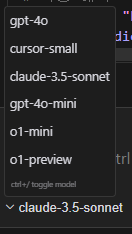 gpt-4o
cursor-small
claude-3.5-sonnet
gpt-4o-mini
o1-mini
o1-preview
ctrl+/ toggle model
claude-3.5-sonnet